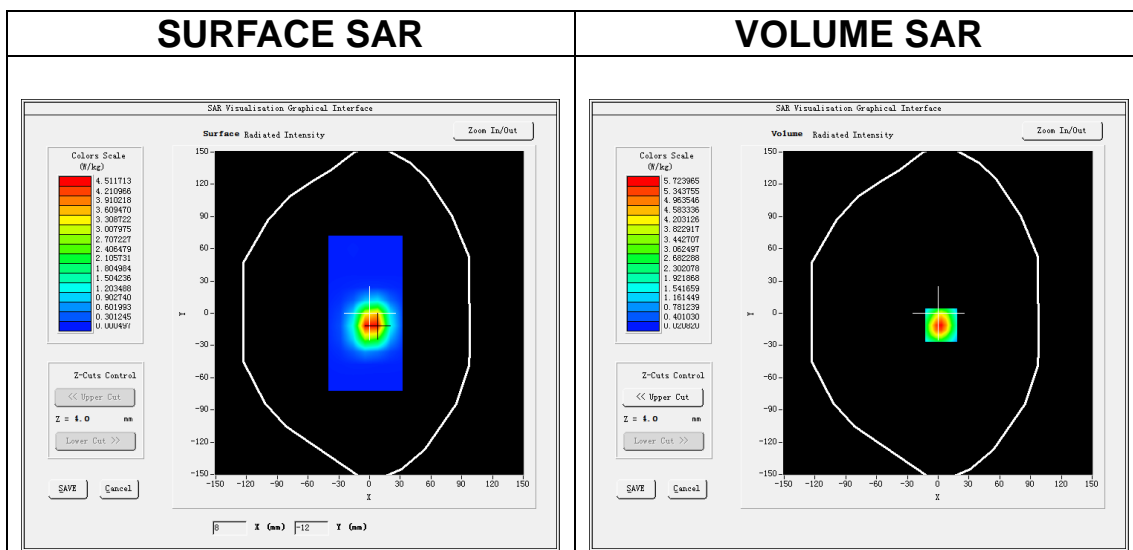 SURFACE SAR
VOLUME SAR
SAR Visualisation Graphical Interface
Surface Radiated Intensity
Zoom In/Out
Colors Scale
(W/kg)
4.511713
4.210966
3.910218
3.609470
3.308722
3.007975
2.707227
2.406479
2.105731
1.804984
1.504236
1.203488
0.902740
0.601993
0.301245
0.000497
Z-Cuts Control
<< Upper Cut
Z = 4.0 mm
Lower Cut >>
SAVE
Cancel
150
120
90
60
30
0
-30
-60
-90
-120
-150
Y
-150 -120 -90 -60 -30 0 30 60 90 120 150
X
8 X (mm) -12 Y (mm)
SAR Visualisation Graphical Interface
Volume Radiated Intensity
Zoom In/Out
Colors Scale
(W/kg)
5.723965
5.343755
4.963546
4.583336
4.203126
3.822917
3.442707
3.062497
2.682288
2.302078
1.921868
1.541659
1.161449
0.781239
0.401030
0.020820
Z-Cuts Control
<< Upper Cut
Z = 4.0 mm
Lower Cut >>
SAVE
Cancel
150
120
90
60
30
0
-30
-60
-90
-120
-150
Y
-150 -120 -90 -60 -30 0 30 60 90 120 150
X